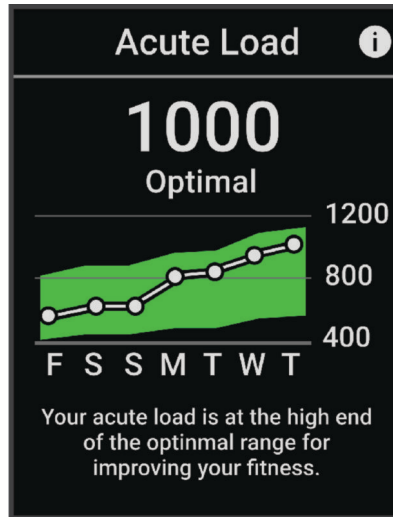 Acute Load i
1000
Optimal
1200
800
400
F S S M T W T
Your acute load is at the high end
of the optinmal range for
improving your fitness.